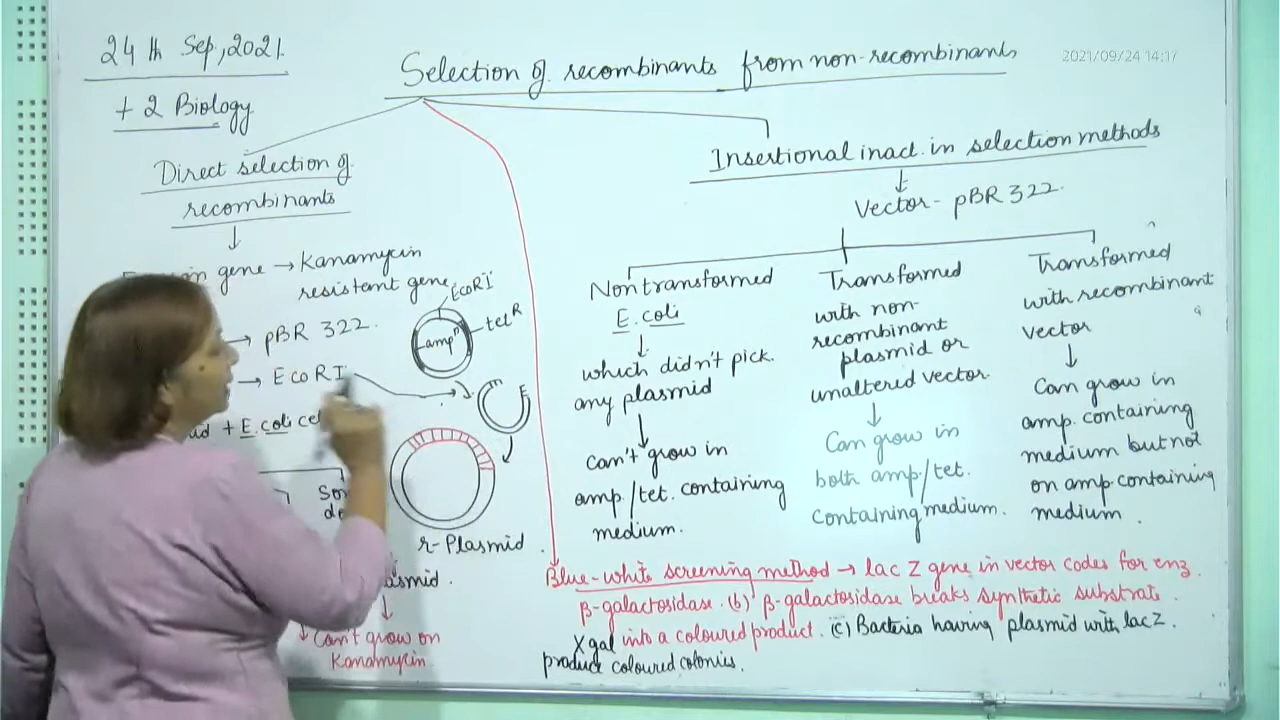 24th Sep, 2021.
+ 2 Biology
Selection of recombinants from non-recombinants
2021/09/24 14:17
Direct selection of
recombinants
gene → Kanamycin
resistant gene
→ pBR 322.
→ EcoRI
+ E.coli
EcoRI
amp
tet R
r-Plasmid.
Can't grow on
Kanamycin
Insertional inact. in selection methods
Vector - pBR 322.
Nontransformed
E. coli
which didn't pick
any plasmid
Can't grow in
amp./tet. containing
medium.
Transformed
with non-
recombinant
plasmid or
unaltered vector
Can grow in
both amp./tet.
containing medium.
Transformed
with recombinant
vector
Can grow in
amp. containing
medium but not
on amp. containing
medium.
Blue-white screening method → lac Z gene in vector codes for enz.
β-galactosidase. (b) β-galactosidase breaks synthetic substrate
X gal into a coloured product. (c) Bacteria having plasmid with lac Z.
product coloured colonies.